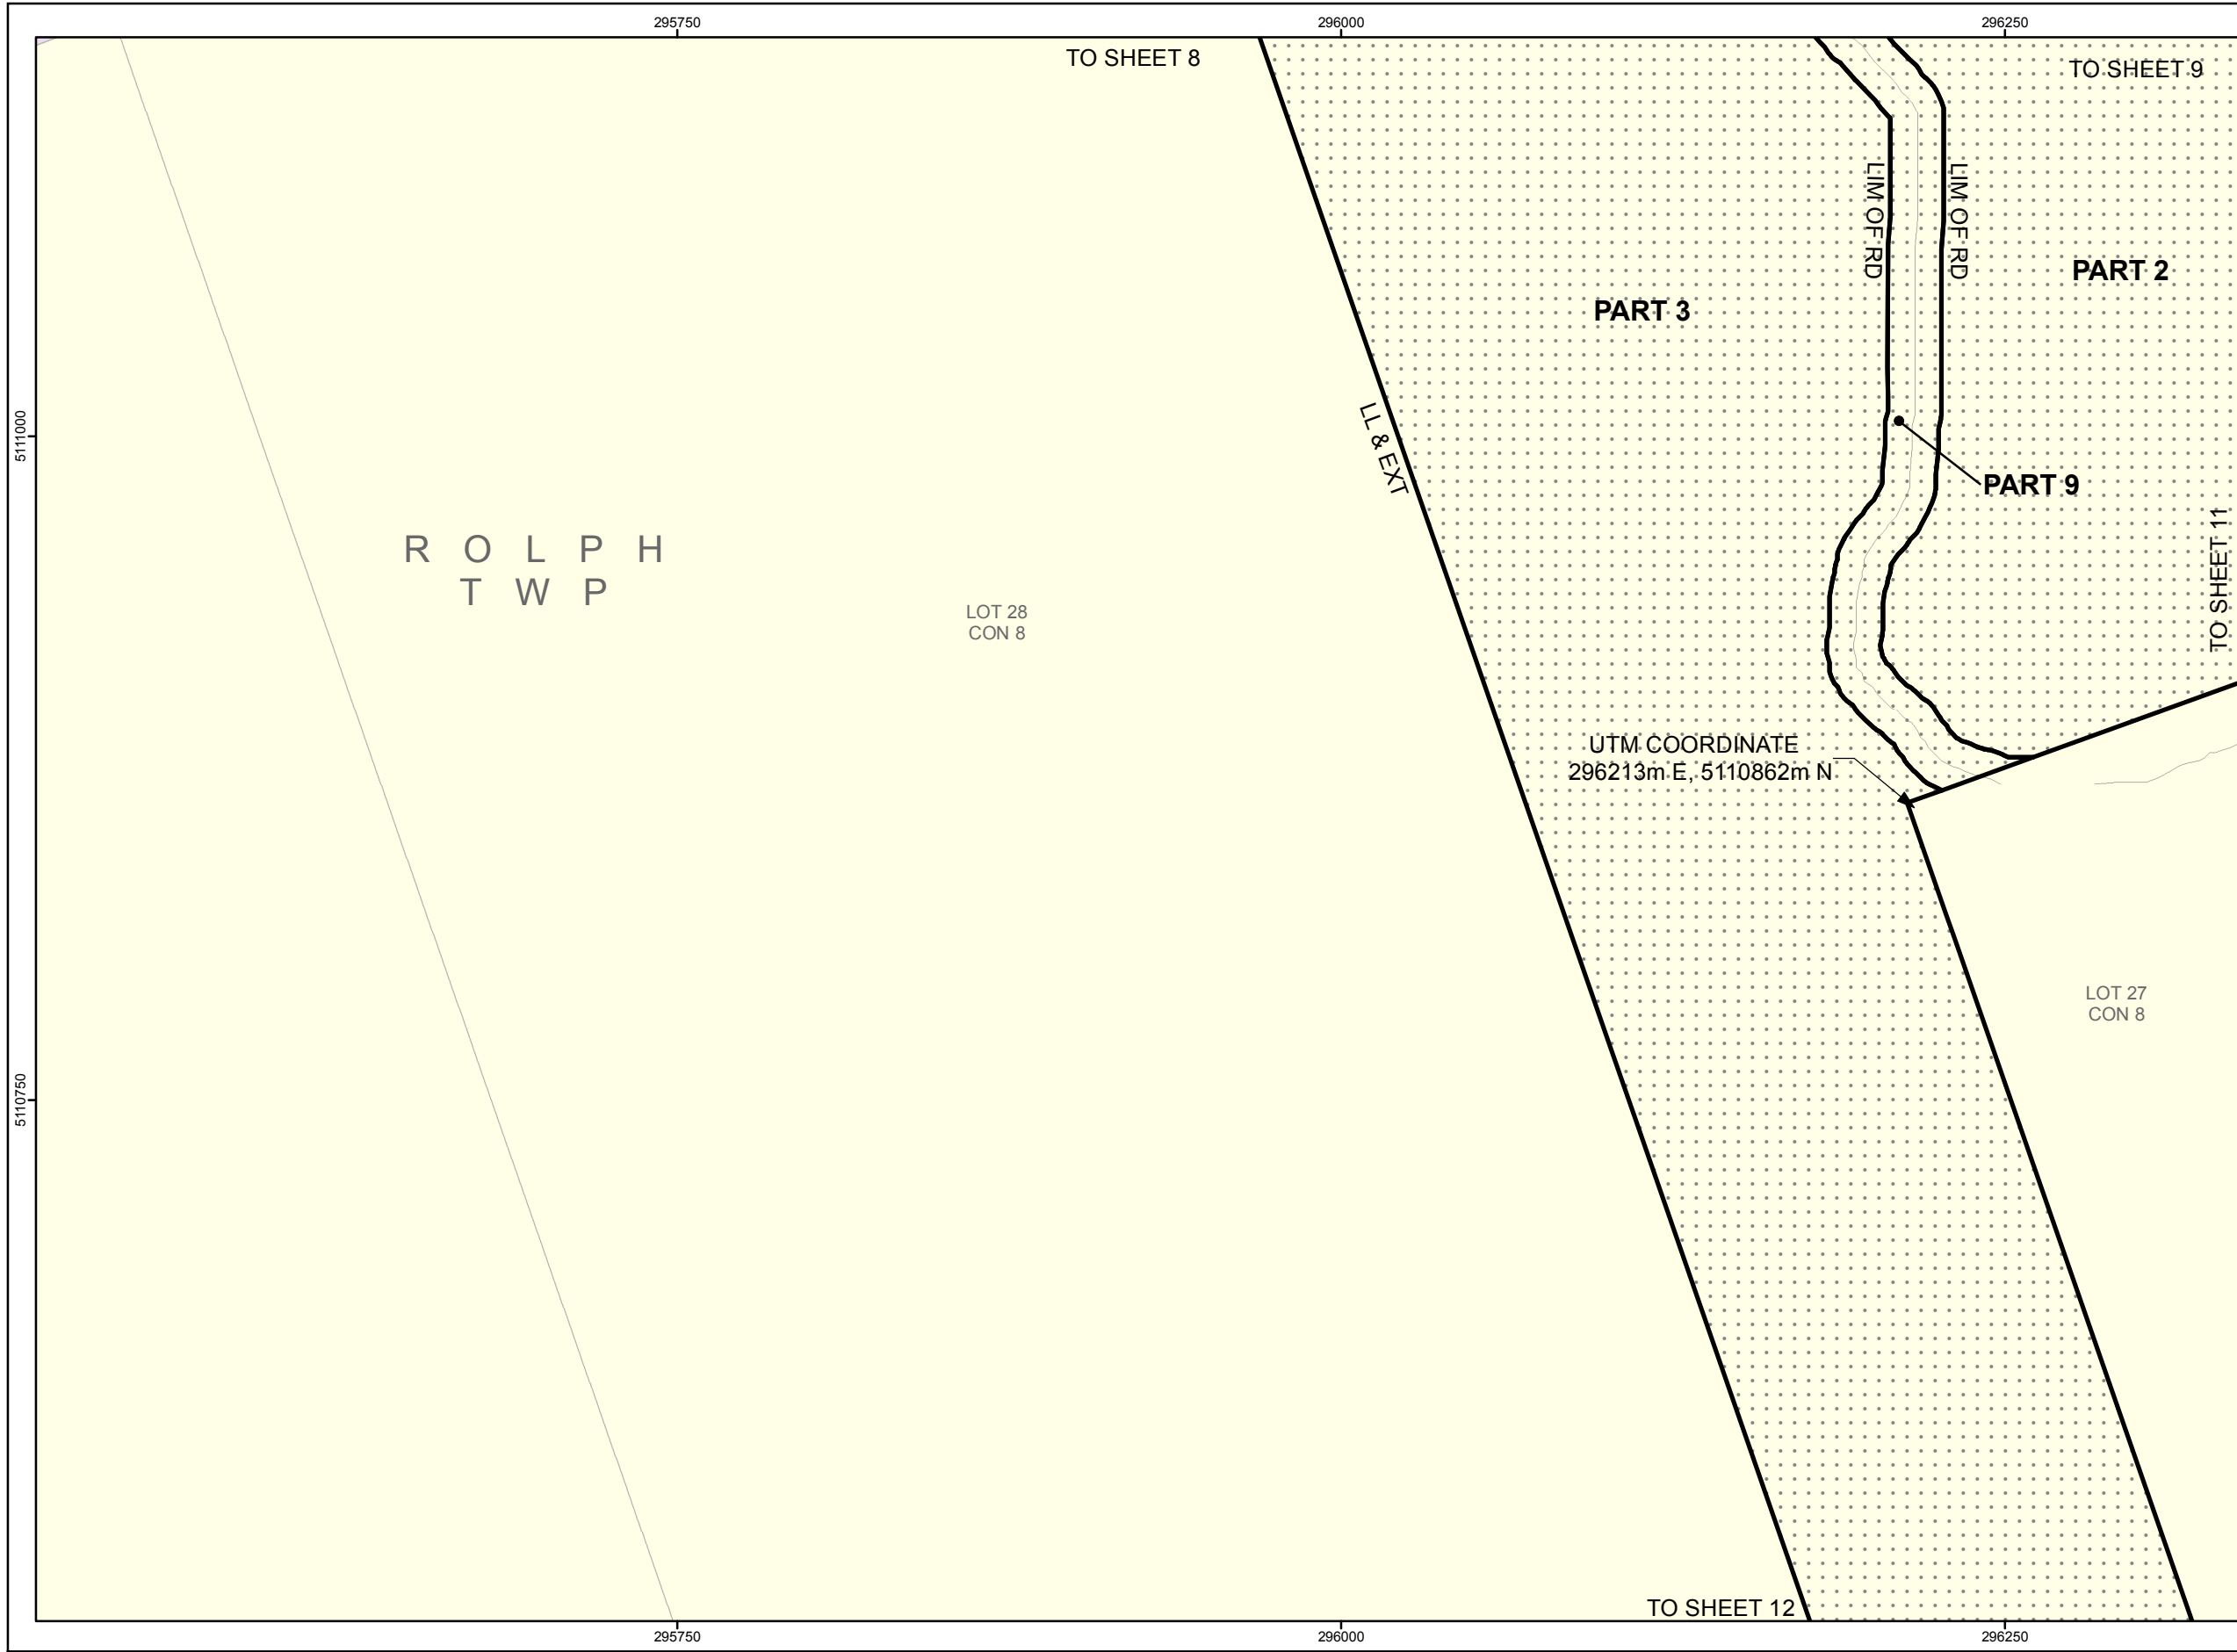 295750
296000
296250
TO SHEET 8
TO SHEET 9
LIM OF RD
LIM OF RD
PART 2
PART 3
5111000
LL & EXT
PART 9
TO SHEET 11
ROLPH
TWP
LOT 28
CON 8
UTM COORDINATE
296213m E, 5110862m N
LOT 27
CON 8
5110750
TO SHEET 12
295750
296000
296250